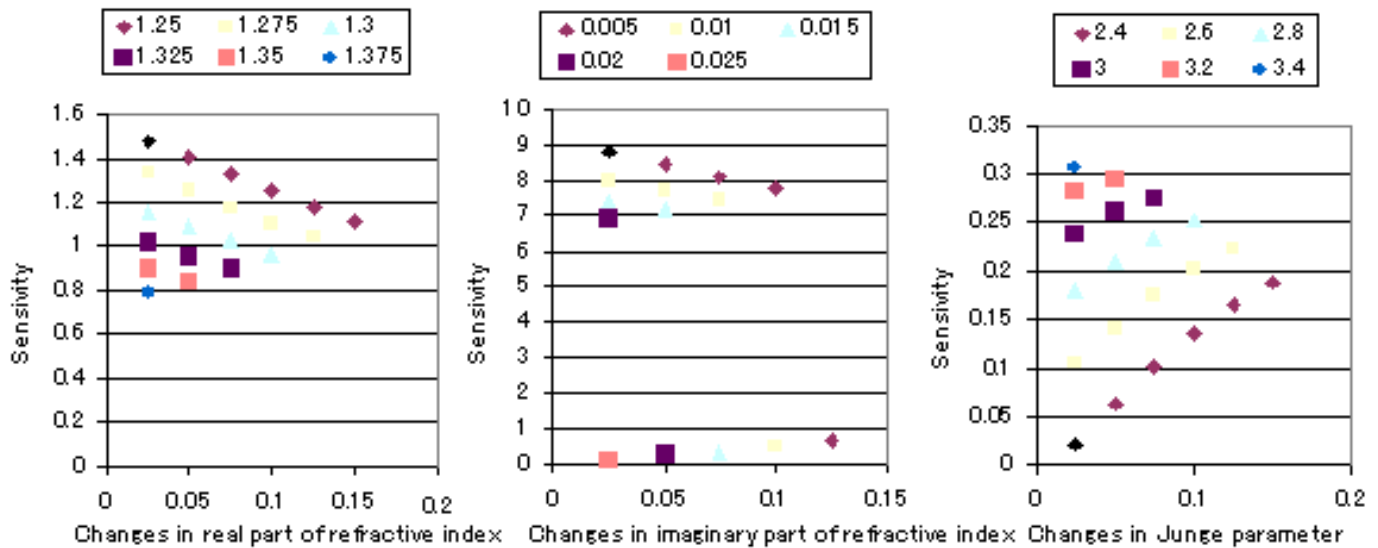 1.25 1.275 1.3
1.325 1.35 1.375
1.6
1.4
1.2
1
0.8
0.6
0.4
0.2
0
0 0.05 0.1 0.15 0.2
Sensivity
Changes in real part of refractive index
0.005 0.01 0.015
0.02 0.025
10
9
8
7
6
5
4
3
2
1
0
0 0.05 0.1 0.15
Sensivity
Changes in imaginary part of refractive index
2.4 2.6 2.8
3 3.2 3.4
0.35
0.3
0.25
0.2
0.15
0.1
0.05
0
0 0.1 0.2
Sensivity
Changes in Junge parameter